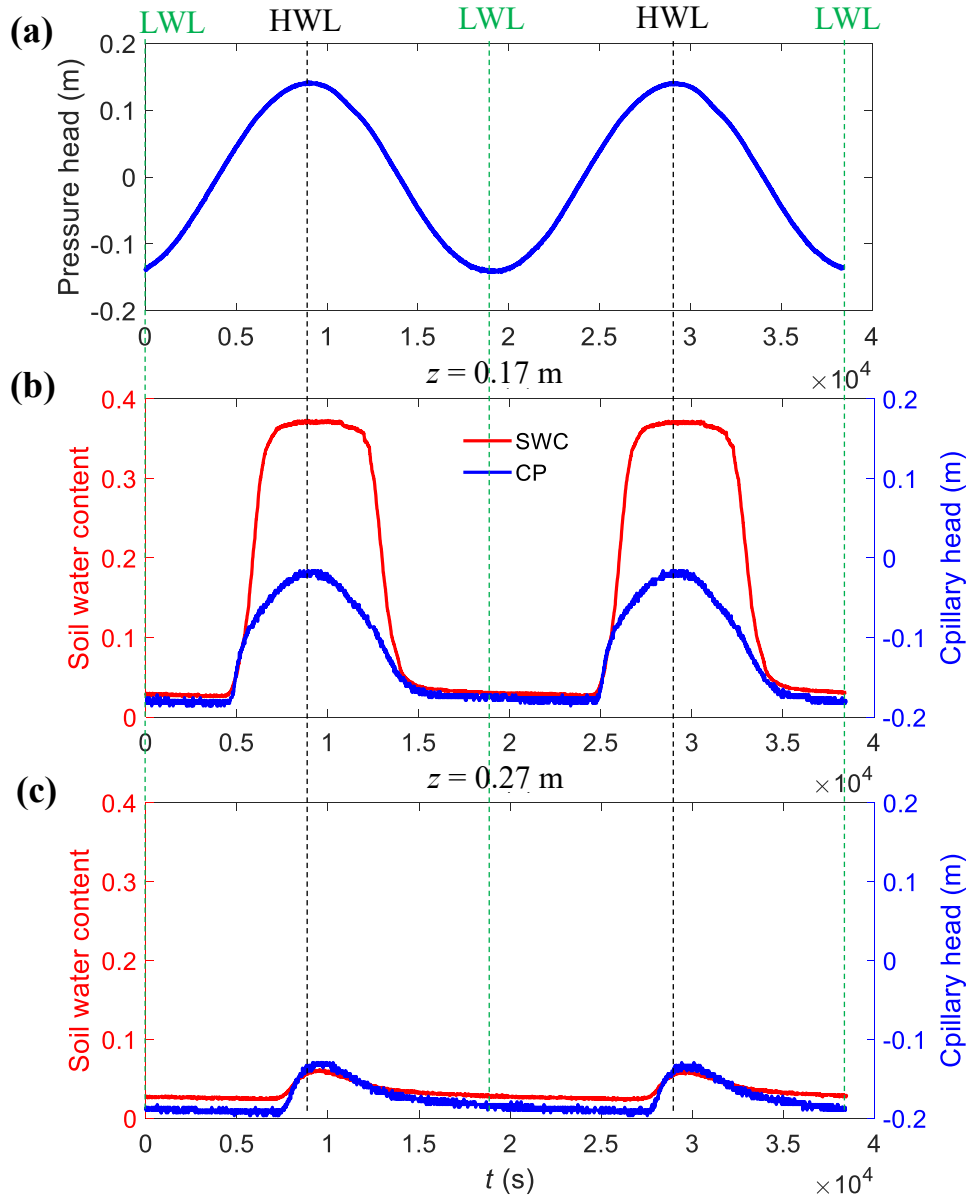 LWL HWL LWL HWL LWL
(a)
Pressure head (m)
0.2
0.1
0
-0.1
-0.2
0 0.5 1 1.5 2 2.5 3 3.5 4
×10⁴
z = 0.17 m
(b)
Soil water content
0.4
0.3
0.2
0.1
0
SWC
CP
0.2
0.1
0
-0.1
-0.2
Cpillary head (m)
0 0.5 1 1.5 2 2.5 3 3.5 4
×10⁴
z = 0.27 m
(c)
Soil water content
0.4
0.3
0.2
0.1
0
0.2
0.1
0
-0.1
-0.2
Cpillary head (m)
0 0.5 1 1.5 2 2.5 3 3.5 4
t (s)
×10⁴